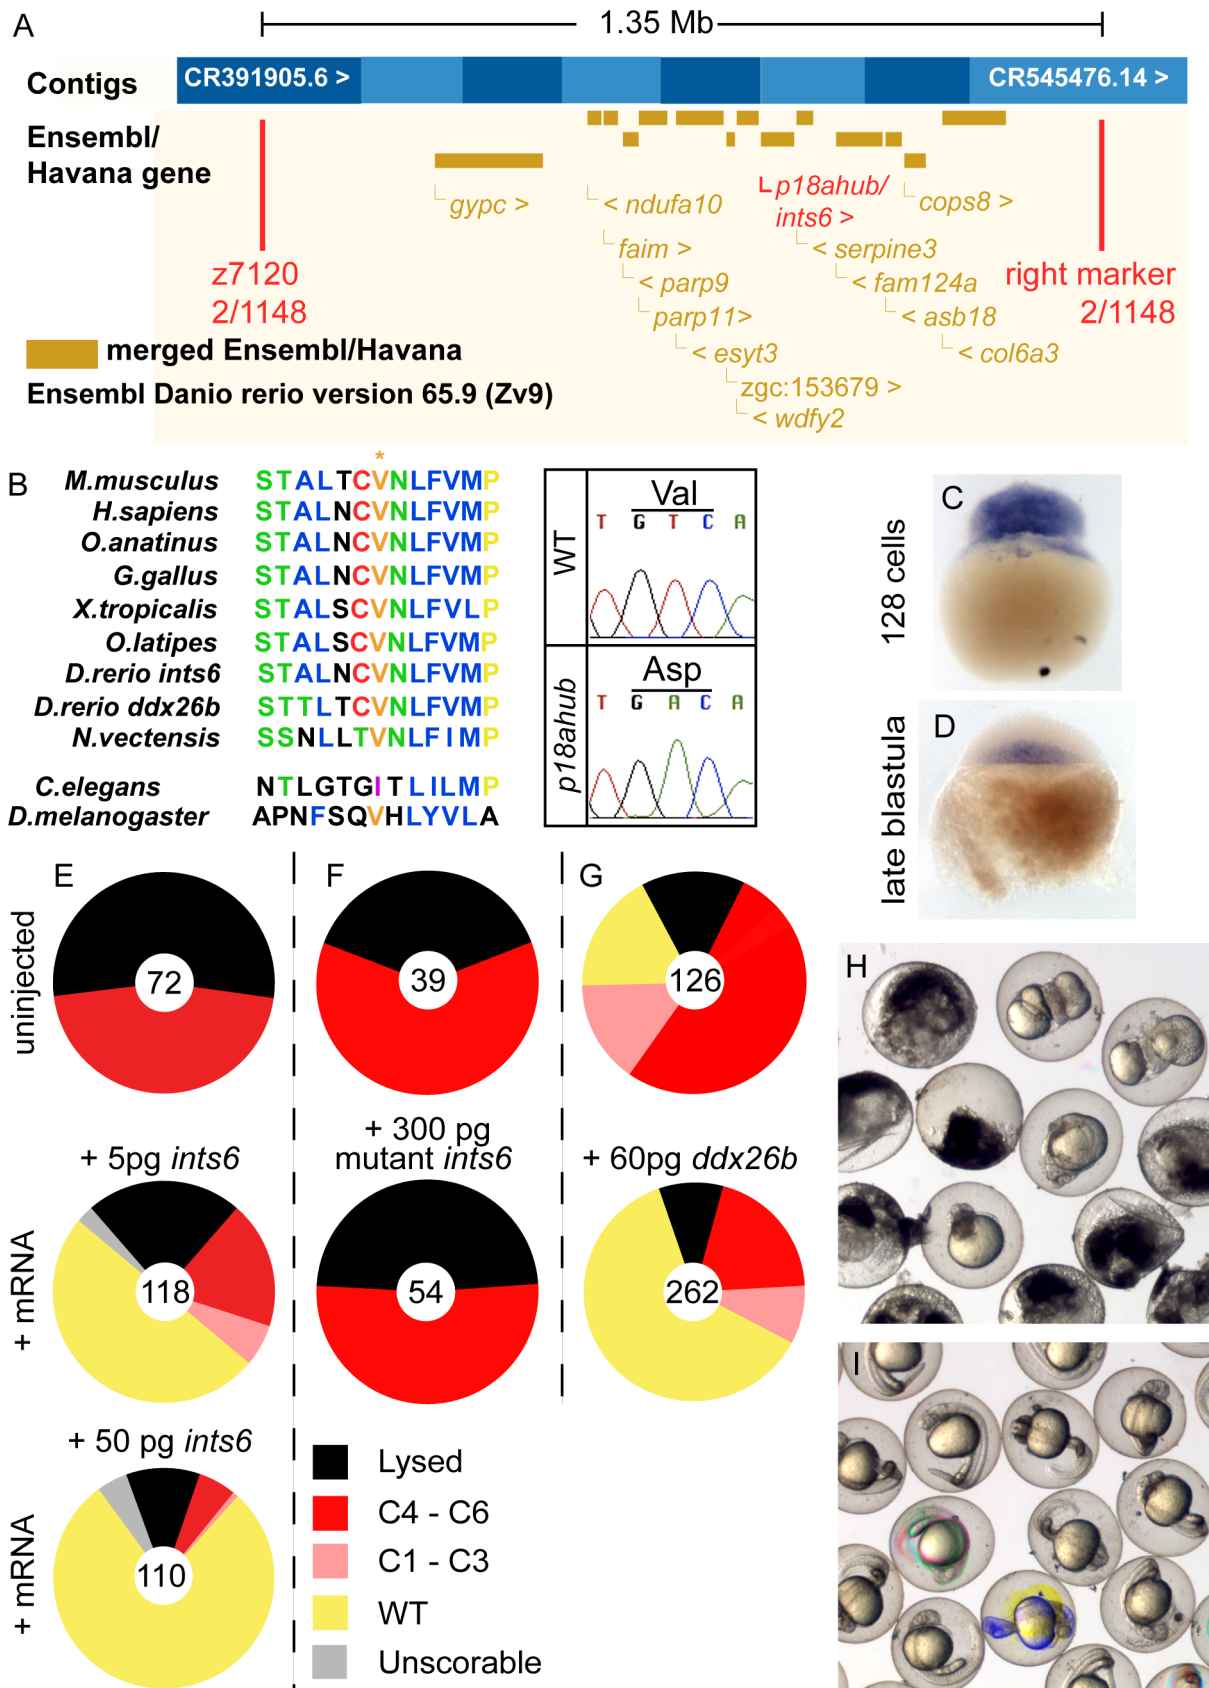 A
1.35 Mb
Contigs
CR391905.6 >
CR545476.14 >
Ensembl/
Havana gene
gypc >
< ndufa10
p18ahub/
ints6 >
cops8 >
faim >
< serpine3
z7120
2/1148
< parp9
< fam124a
right marker
2/1148
parp11>
< asb18
merged Ensembl/Havana
< esyt3
< col6a3
Ensembl Danio rerio version 65.9 (Zv9)
zgc:153679 >
< wdfy2
B
*
M.musculus STALTCVNLFVMP
H.sapiens STALNCVNLFVMP
O.anatinus STALNCVNLFVMP
G.gallus STALNCVNLFVMP
X.tropicalis STALSCVNLFVLP
O.latipes STALSCVNLFVMP
D.rerio ints6 STALNCVNLFVMP
D.rerio ddx26b STTLTCVNLFVMP
N.vectensis SSNLLTVNLFIMP
C.elegans NTLGTGITLILMP
D.melanogaster APNFSQVHLYVLA
WT
Val
T G T C A
p18ahub
Asp
T G A C A
C
128 cells
D
late blastula
E
F
G
uninjected
72
39
126
+ mRNA
+ 5pg ints6
+ 300 pg
mutant ints6
+ 60pg ddx26b
118
54
262
+ mRNA
+ 50 pg ints6
110
Lysed
C4 - C6
C1 - C3
WT
Unscorable
H
I